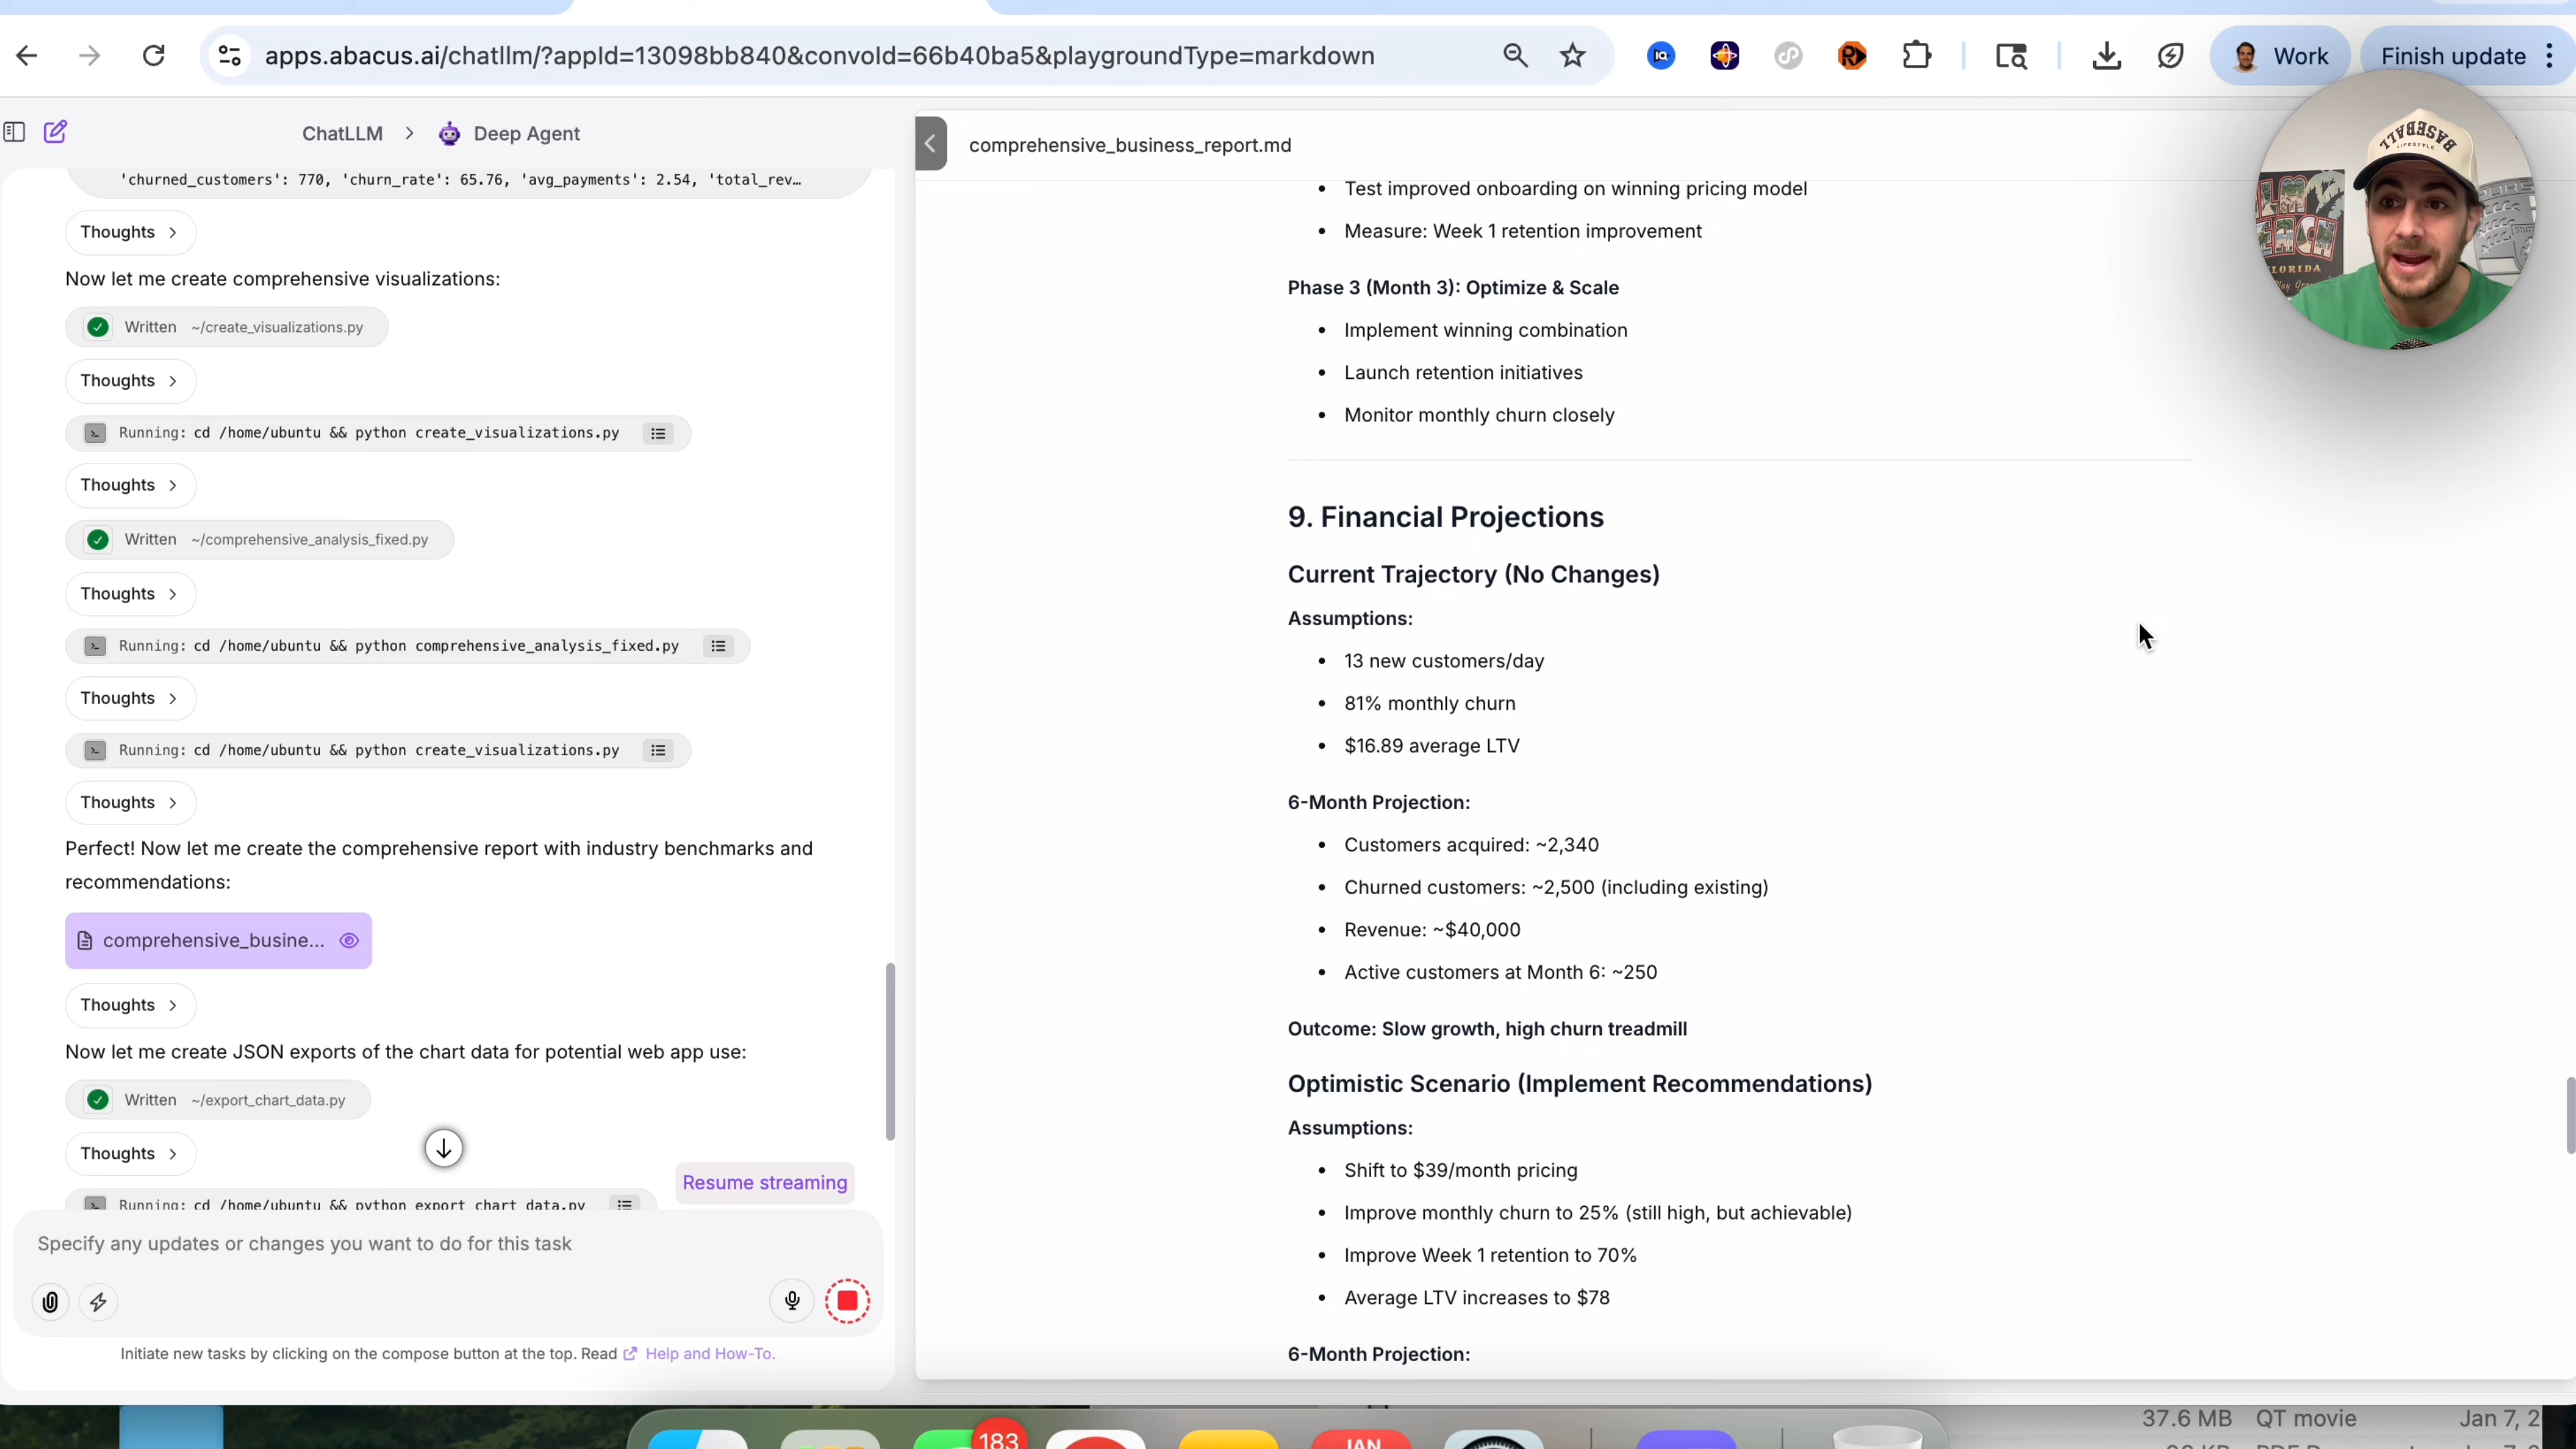 apps.abacus.ai/chatllm/?appId=13098bb840&convoId=66b40ba5&playgroundType=markdown
Work
Finish update
ChatLLM > Deep Agent
'churned_customers': 770, 'churn_rate': 65.76, 'avg_payments': 2.54, 'total_rev…
Thoughts >
Now let me create comprehensive visualizations:
Written ~/create_visualizations.py
Thoughts >
Running: cd /home/ubuntu && python create_visualizations.py
Thoughts >
Written ~/comprehensive_analysis_fixed.py
Thoughts >
Running: cd /home/ubuntu && python comprehensive_analysis_fixed.py
Thoughts >
Running: cd /home/ubuntu && python create_visualizations.py
Thoughts >
Perfect! Now let me create the comprehensive report with industry benchmarks and
recommendations:
comprehensive_busine...
Thoughts >
Now let me create JSON exports of the chart data for potential web app use:
Written ~/export_chart_data.py
Thoughts >
Resume streaming
Running: cd /home/ubuntu && python export_chart_data.py
Specify any updates or changes you want to do for this task
Initiate new tasks by clicking on the compose button at the top. Read Help and How-To.
comprehensive_business_report.md
• Test improved onboarding on winning pricing model
• Measure: Week 1 retention improvement
Phase 3 (Month 3): Optimize & Scale
• Implement winning combination
• Launch retention initiatives
• Monitor monthly churn closely
9. Financial Projections
Current Trajectory (No Changes)
Assumptions:
• 13 new customers/day
• 81% monthly churn
• $16.89 average LTV
6-Month Projection:
• Customers acquired: ~2,340
• Churned customers: ~2,500 (including existing)
• Revenue: ~$40,000
• Active customers at Month 6: ~250
Outcome: Slow growth, high churn treadmill
Optimistic Scenario (Implement Recommendations)
Assumptions:
• Shift to $39/month pricing
• Improve monthly churn to 25% (still high, but achievable)
• Improve Week 1 retention to 70%
• Average LTV increases to $78
6-Month Projection:
BASEBALL
LIFESTYLE
FLORIDA
183
JAN
37.6 MB QT movie Jan 7, 2